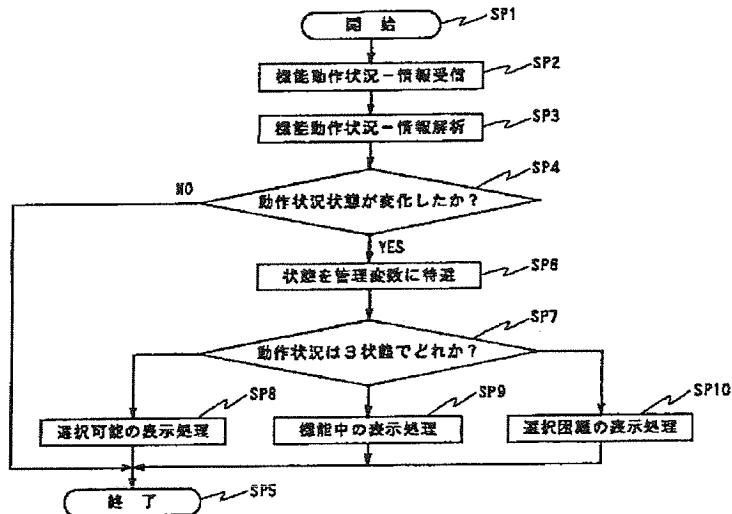 開 始
SP1
機能動作状況－情報受信
SP2
機能動作状況－情報解析
SP3
SP4
NO
動作状況状態が変化したか？
YES
状態を管理変数に待避
SP6
SP7
動作状況は3状態でどれか？
SP8
SP9
SP10
選択可能の表示処理
機能中の表示処理
選択困難の表示処理
終 了
SP5